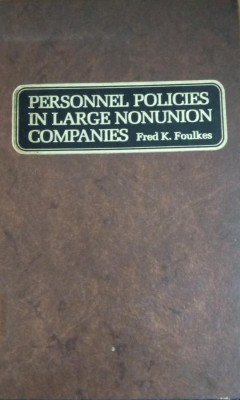 PERSONNEL POLICIES
IN LARGE NONUNION
COMPANIES Fred K. Foulkes